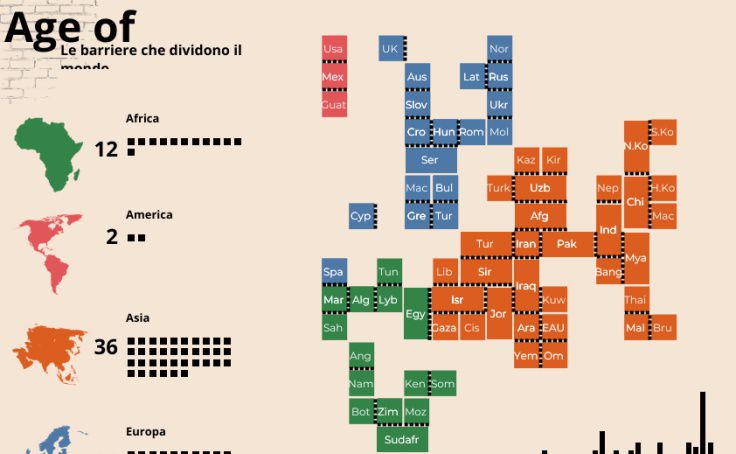 Age of
Le barriere che dividono il
mondo
Africa
12
America
2
Asia
36
Europa
Usa UK Nor
Mex Aus Lat Rus
Guat Slov Ukr
Cro Hun Rom Mol N.Ko S.Ko
Ser Kaz Kir
Mac Bul Turk Uzb Nep Chi H.Ko
Cyp Gre Tur Afg Ind Mac
Tur Iran Pak Mya
Spa Tun Lib Sir Bang
Mar Alg Lyb Egy Isr Jor Iraq Kuw Thai
Sah Gaza Cis Ara EAU Mal Bru
Ang Yem Om
Nam Ken Som
Bot Zim Moz
Sudafr